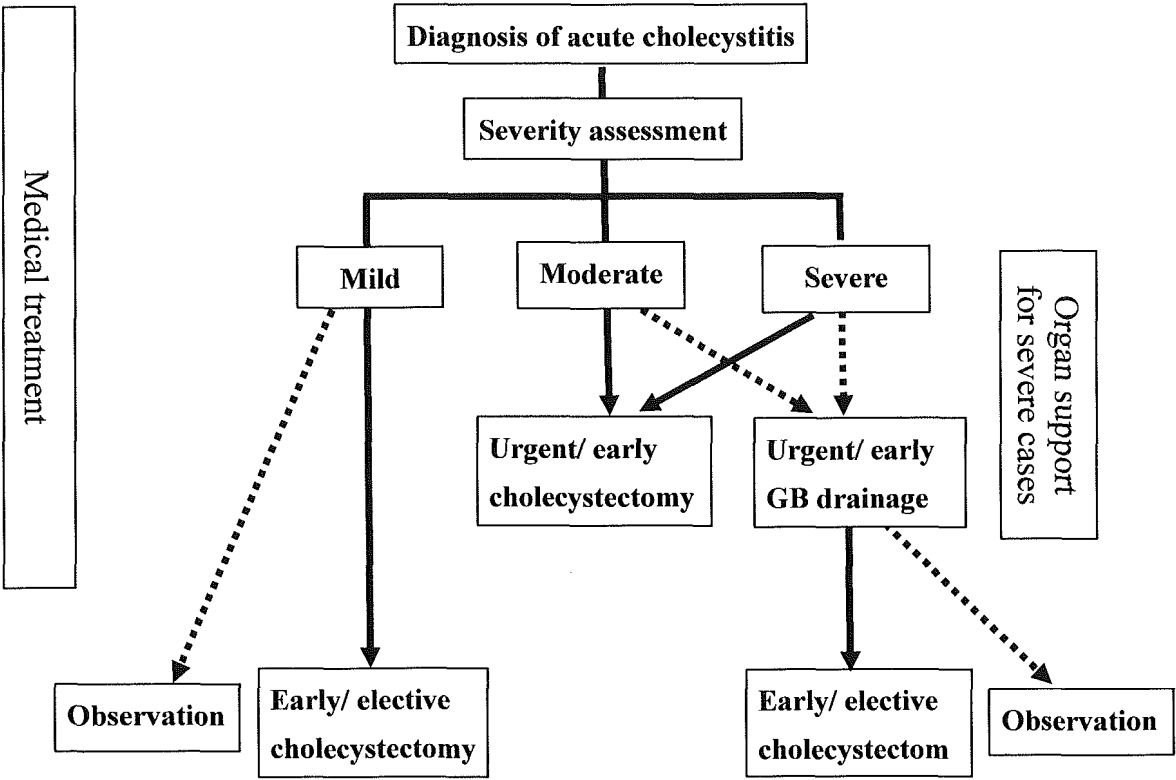 Diagnosis of acute cholecystitis
Severity assessment
Medical treatment
Mild
Moderate
Severe
Organ support
for severe cases
Urgent/ early
cholecystectomy
Urgent/ early
GB drainage
Observation
Early/ elective
cholecystectomy
Early/ elective
cholecystectom
Observation